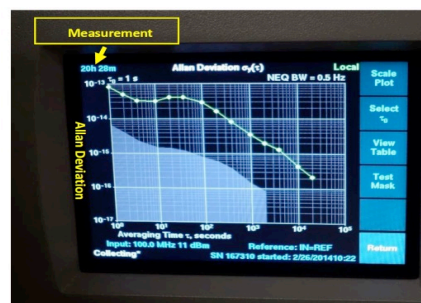 Measurement
20h 28m
Allan Deviation σy(τ)
Local
τ0 = 1 s
NEQ BW = 0.5 Hz
10-13
10-14
10-15
10-16
10-17
Allan Deviation
100
101
102
103
104
105
Averaging Time τ, seconds
Input: 100.0 MHz 11 dBm
Reference: IN=REF
Collecting*
SN 167310 started: 2/26/201410:22
Scale
Plot
Select
τ0
View
Table
Test
Mask
Return